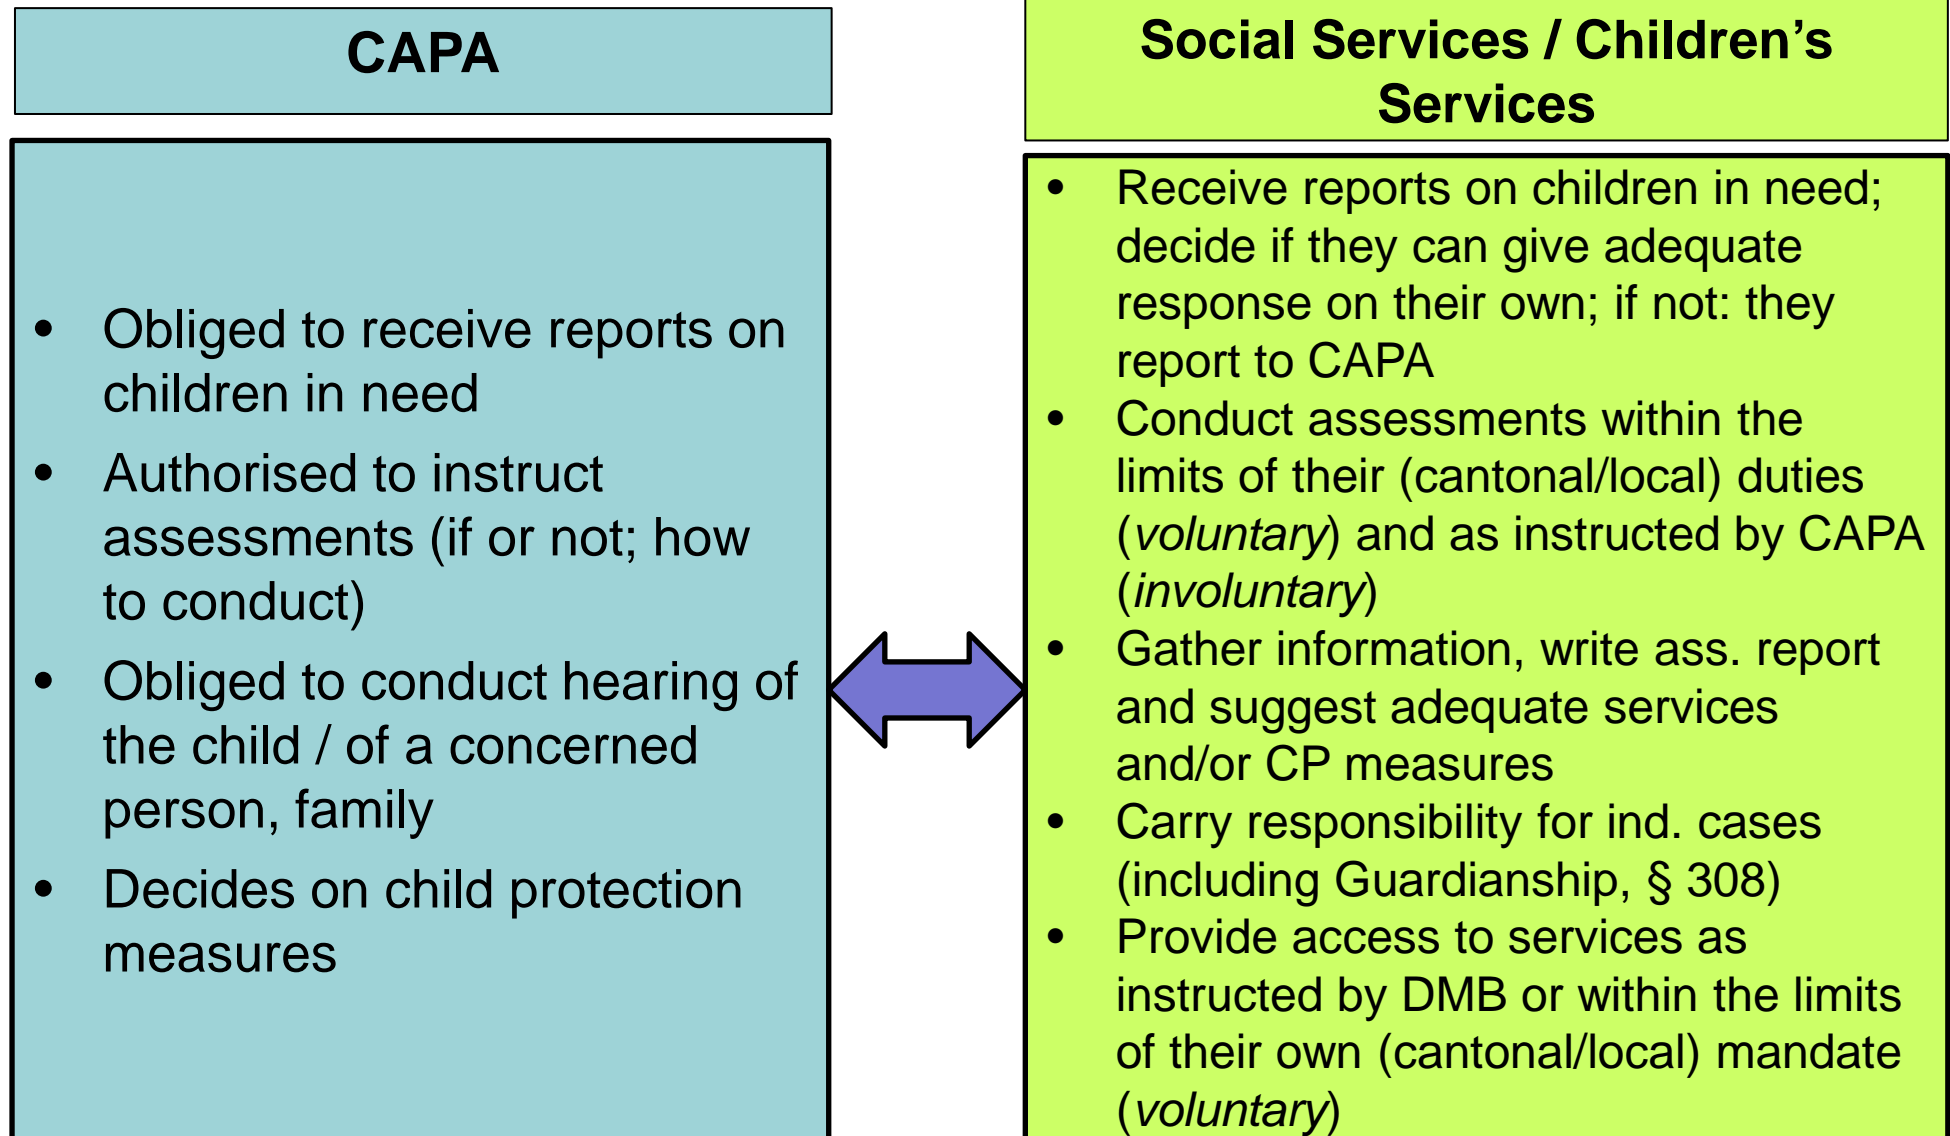 CAPA
• Obliged to receive reports on
children in need
• Authorised to instruct
assessments (if or not; how
to conduct)
• Obliged to conduct hearing of
the child / of a concerned
person, family
• Decides on child protection
measures
Social Services / Children’s
Services
• Receive reports on children in need;
decide if they can give adequate
response on their own; if not: they
report to CAPA
• Conduct assessments within the
limits of their (cantonal/local) duties
(voluntary) and as instructed by CAPA
(involuntary)
• Gather information, write ass. report
and suggest adequate services
and/or CP measures
• Carry responsibility for ind. cases
(including Guardianship, § 308)
• Provide access to services as
instructed by DMB or within the limits
of their own (cantonal/local) mandate
(voluntary)